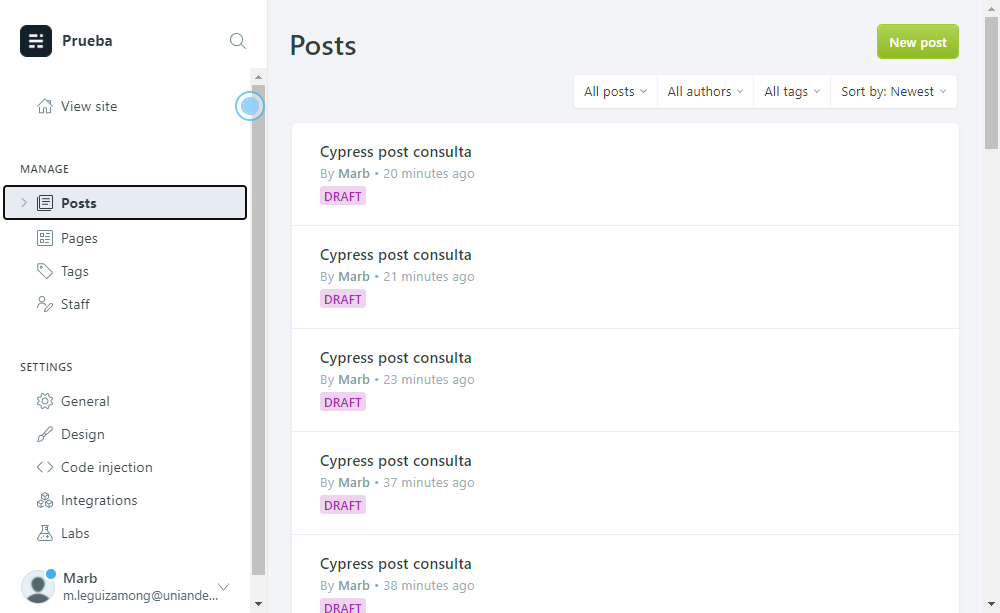 Prueba
View site
MANAGE
Posts
Pages
Tags
Staff
SETTINGS
General
Design
Code injection
Integrations
Labs
Marb
m.leguizamong@uniande...
Posts
New post
All posts
All authors
All tags
Sort by: Newest
Cypress post consulta
By Marb • 20 minutes ago
DRAFT
Cypress post consulta
By Marb • 21 minutes ago
DRAFT
Cypress post consulta
By Marb • 23 minutes ago
DRAFT
Cypress post consulta
By Marb • 37 minutes ago
DRAFT
Cypress post consulta
By Marb • 38 minutes ago
DRAFT